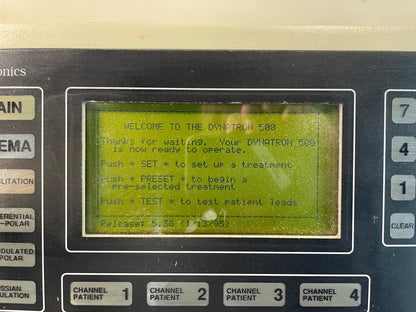 onics
AIN
EMA
ILITATION
ERENTIAL
-POLAR
ODULATED
POLAR
SSIAN
ULATION
WELCOME TO THE DYNATRON 500
Thanks for waiting. Your DYNATRON 500
is now ready to operate.
Push * SET * to set up a treatment
Push * PRESET * to begin a
pre-selected treatment
Push * TEST * to test patient leads
Release: 5.30 (1/13/95)
7
4
1
CLEAR
CHANNEL 1
PATIENT
CHANNEL 2
PATIENT
CHANNEL 3
PATIENT
CHANNEL 4
PATIENT